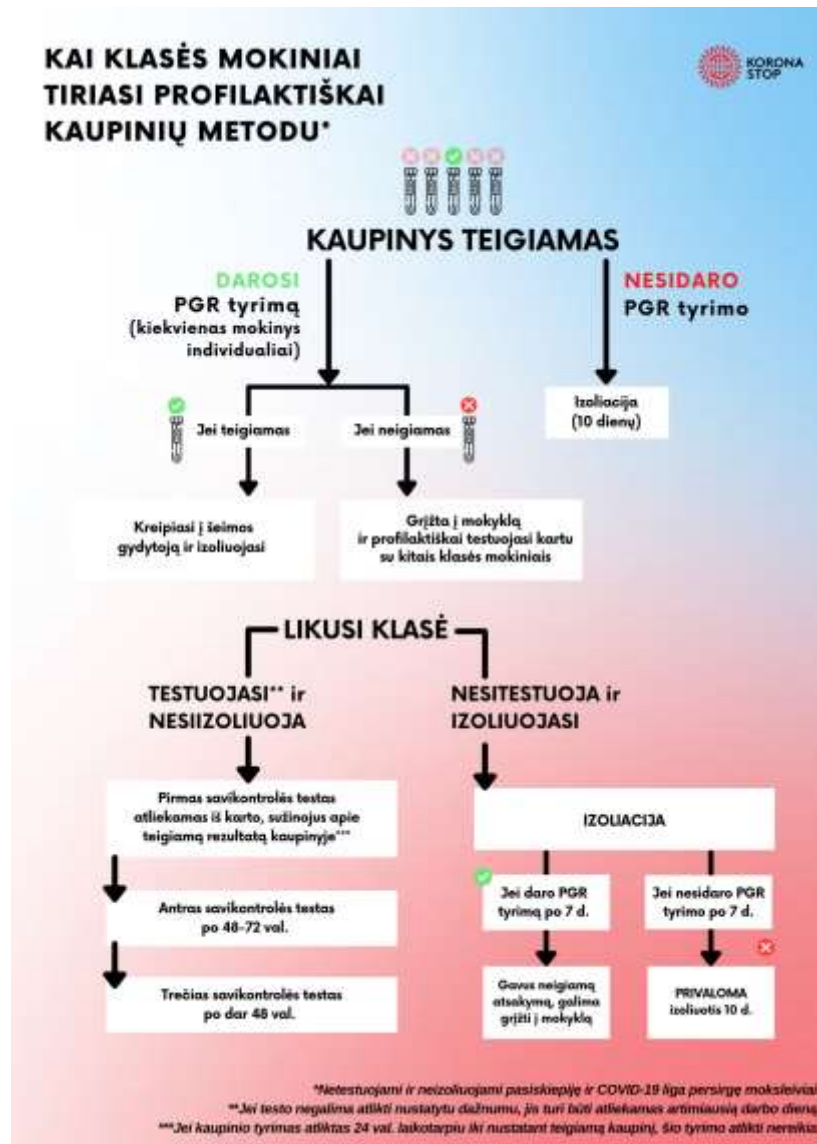 KAI KLASĖS MOKINIAI
TIRIASI PROFILAKTIŠKAI
KAUPINIŲ METODU*
KORONA
STOP
KAUPINYS TEIGIAMAS
DAROSI
PGR tyrimą
(kiekvienas mokinys
individualiai)
NESIDARO
PGR tyrimo
Jei teigiamas
Jei neigiamas
Izoliacija
(10 dienų)
Kreipiasi į šeimos
gydytoją ir izoliuojasi
Grįžta į mokyklą
ir profilaktiškai testuojasi kartu
su kitais klasės mokiniais
LIKUSI KLASĖ
TESTUOJASI** ir
NESIIZOLIUOJA
NESITESTUOJA ir
IZOLIUOJASI
Pirmas savikontrolės testas
atliekamas iš karto, sužinojus apie
teigiamą rezultatą kaupinyje***
Antras savikontrolės testas
po 48-72 val.
Trečias savikontrolės testas
po dar 48 val.
IZOLIACIJA
Jei daro PGR
tyrimą po 7 d.
Jei nesidaro PGR
tyrimo po 7 d.
Gavus neigiamą
atsakymą, galima
grįžti į mokyklą
PRIVALOMA
izoliuotis 10 d.
*Netestuojami ir neizoliuojami pasiskiepiję ir COVID-19 liga persirgę moksleiviai
**Jei testo negalima atlikti nustatytu dažnumu, jis turi būti atliekamas artimiausią darbo dieną
***Jei kaupinio tyrimas atliktas 24 val. laikotarpiu iki nustatant teigiamą kaupinį, šio tyrimo atlikti nereikia